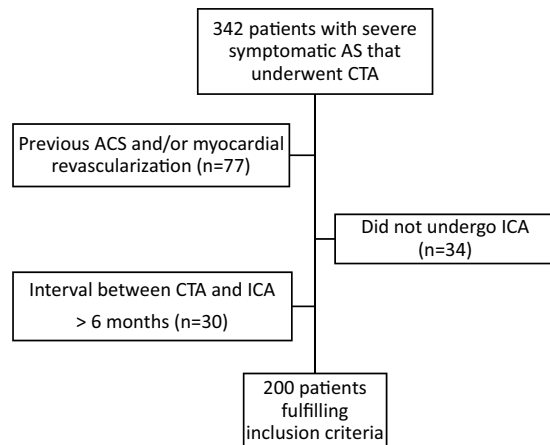 342 patients with severe
symptomatic AS that
underwent CTA
Previous ACS and/or myocardial
revascularization (n=77)
Did not undergo ICA
(n=34)
Interval between CTA and ICA
> 6 months (n=30)
200 patients
fulfilling
inclusion criteria